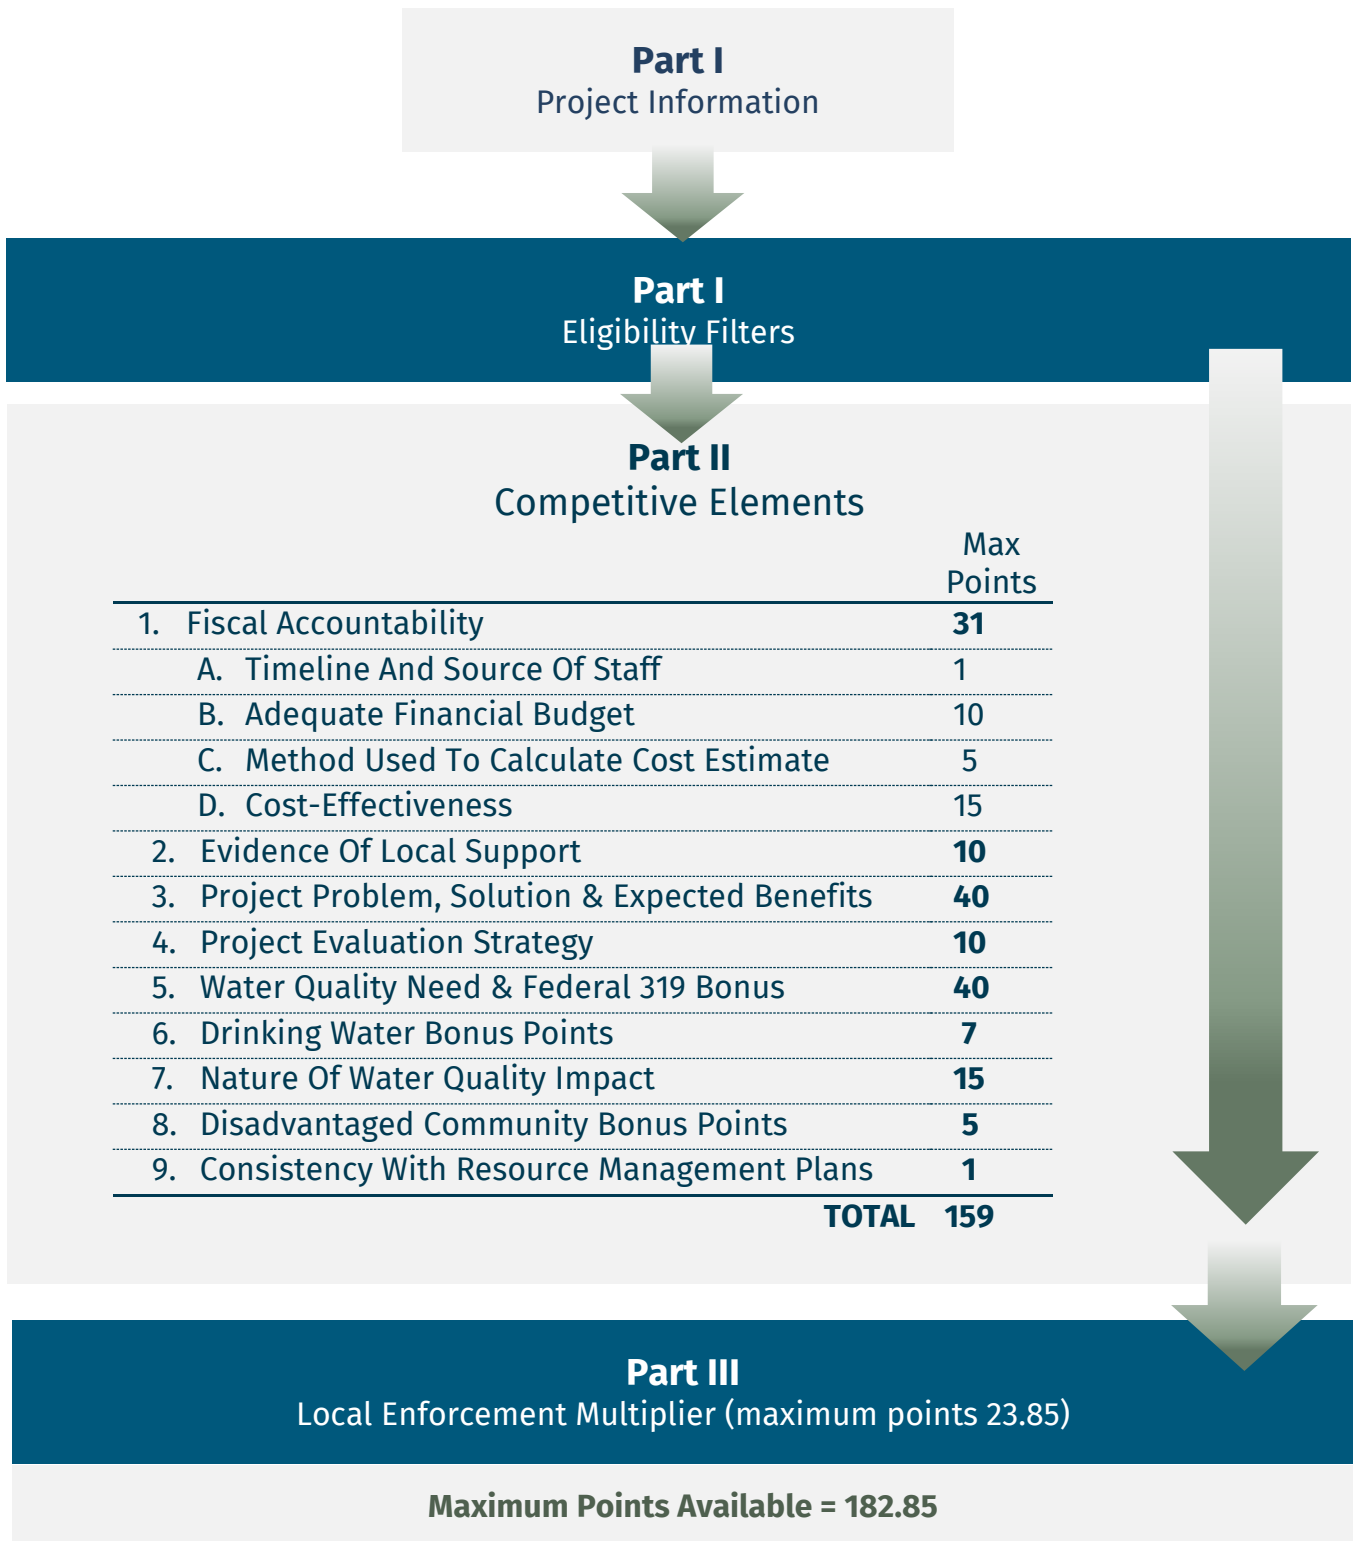 Part I
Project Information
Part I
Eligibility Filters
Part II
Competitive Elements
Max
Points
1. Fiscal Accountability 31
A. Timeline And Source Of Staff 1
B. Adequate Financial Budget 10
C. Method Used To Calculate Cost Estimate 5
D. Cost-Effectiveness 15
2. Evidence Of Local Support 10
3. Project Problem, Solution & Expected Benefits 40
4. Project Evaluation Strategy 10
5. Water Quality Need & Federal 319 Bonus 40
6. Drinking Water Bonus Points 7
7. Nature Of Water Quality Impact 15
8. Disadvantaged Community Bonus Points 5
9. Consistency With Resource Management Plans 1
TOTAL 159
Part III
Local Enforcement Multiplier (maximum points 23.85)
Maximum Points Available = 182.85